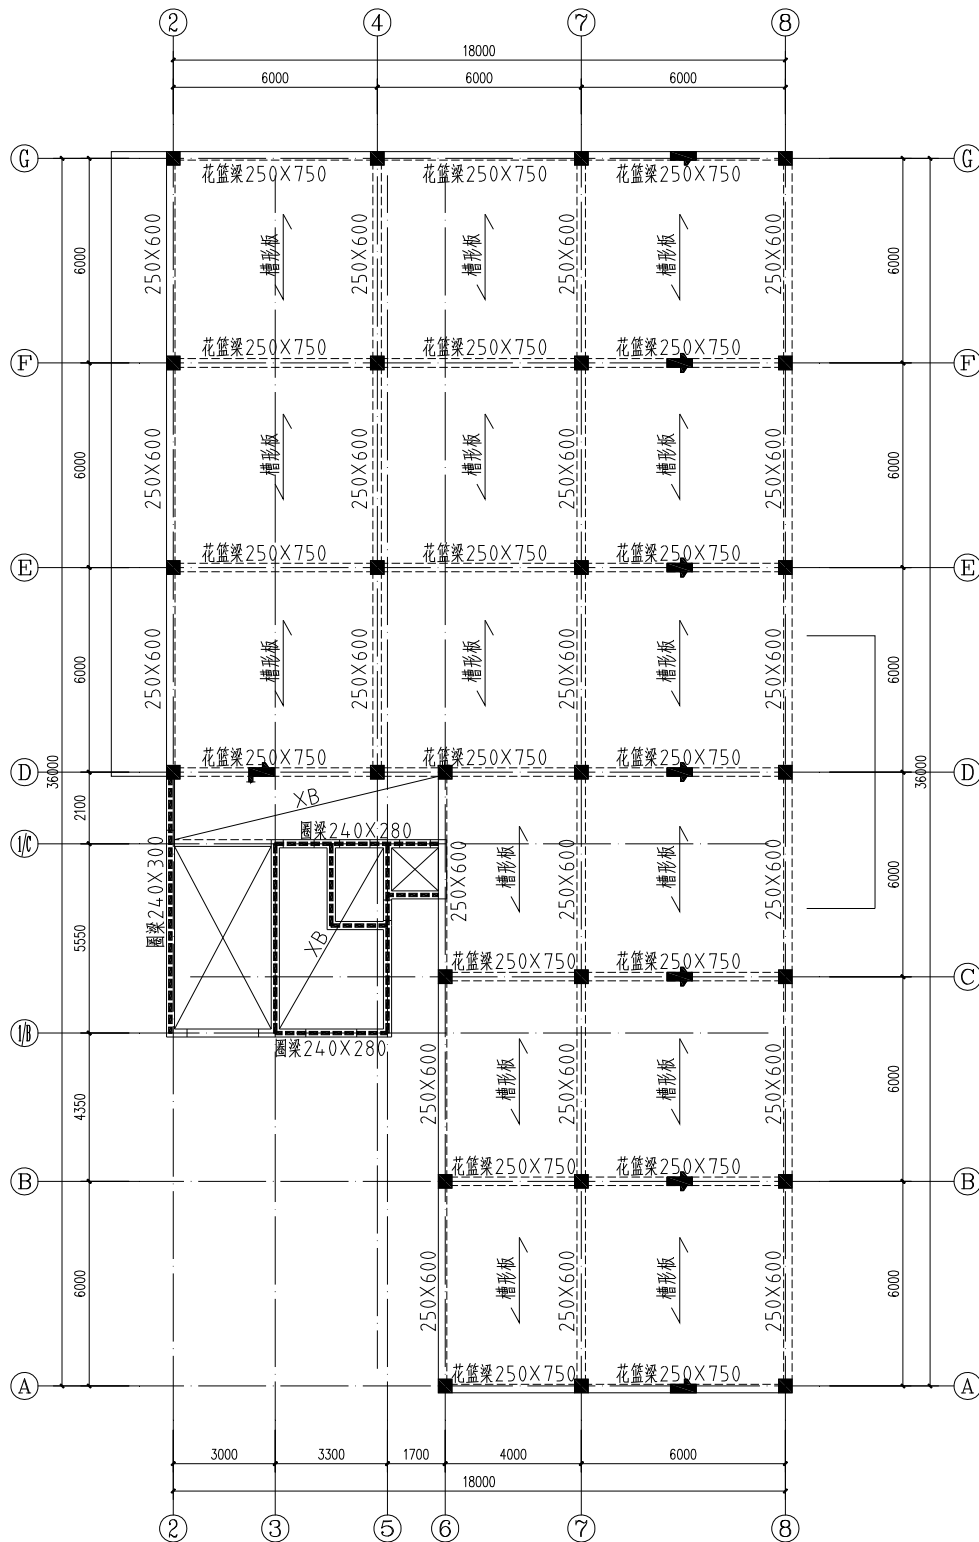 ② ④ ⑦ ⑧
18000
6000 6000 6000
G G
花篮梁250X750 花篮梁250X750 花篮梁250X750
6000 250X600 槽形板 250X600 槽形板 250X600 槽形板 250X600 6000
花篮梁250X750 花篮梁250X750 花篮梁250X750
F F
6000 250X600 槽形板 250X600 槽形板 250X600 槽形板 250X600 6000
花篮梁250X750 花篮梁250X750 花篮梁250X750
E E
6000 250X600 槽形板 250X600 槽形板 250X600 槽形板 250X600 6000
花篮梁250X750 花篮梁250X750 花篮梁250X750
D D
36000 36000
2100 XB
圈梁240X280
1/C
圈梁240X300 250X600 槽形板 250X600 槽形板 250X600 6000
5550 XB
花篮梁250X750 花篮梁250X750
C
1/B
圈梁240X280
4350 250X600 槽形板 250X600 槽形板 250X600 6000
花篮梁250X750 花篮梁250X750
B B
6000 250X600 槽形板 250X600 槽形板 250X600 6000
花篮梁250X750 花篮梁250X750
A A
3000 3300 1700 4000 6000
18000
② ③ ⑤ ⑥ ⑦ ⑧